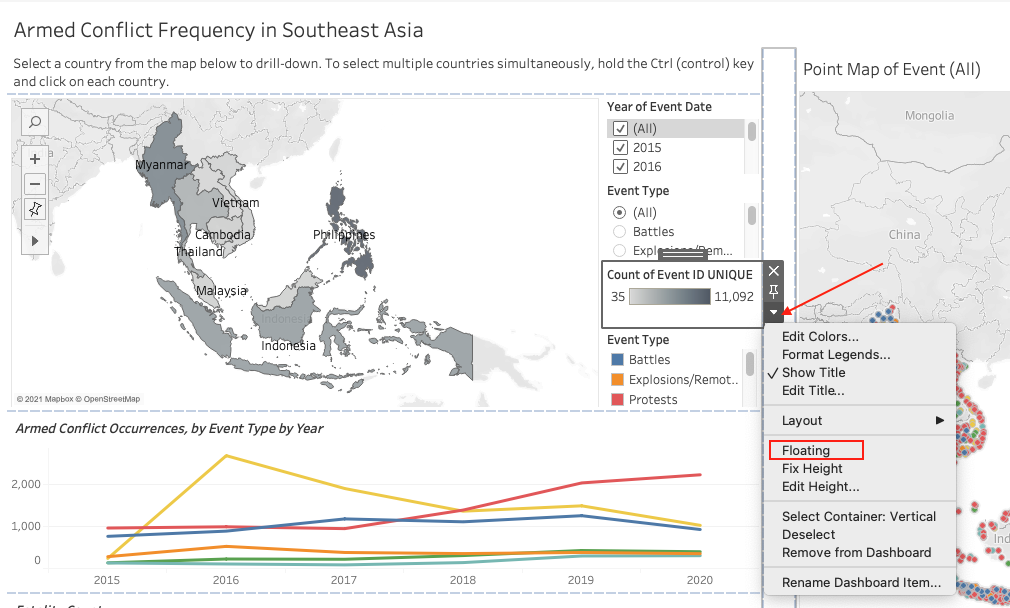 Armed Conflict Frequency in Southeast Asia
Select a country from the map below to drill-down. To select multiple countries simultaneously, hold the Ctrl (control) key
and click on each country.
Myanmar
Vietnam
Cambodia
Thailand
Philippines
Malaysia
Indonesia
Indonesia
© 2021 Mapbox © OpenStreetMap
Year of Event Date
(All)
2015
2016
Event Type
(All)
Battles
Explosions/Rem...
Count of Event ID UNIQUE
35 11,092
Event Type
Battles
Explosions/Remot..
Protests
Point Map of Event (All)
Mongolia
China
Edit Colors...
Format Legends...
Show Title
Edit Title...
Layout
Floating
Fix Height
Edit Height...
Select Container: Vertical
Deselect
Remove from Dashboard
Rename Dashboard Item...
Armed Conflict Occurrences, by Event Type by Year
2,000
1,000
0
2015 2016 2017 2018 2019 2020